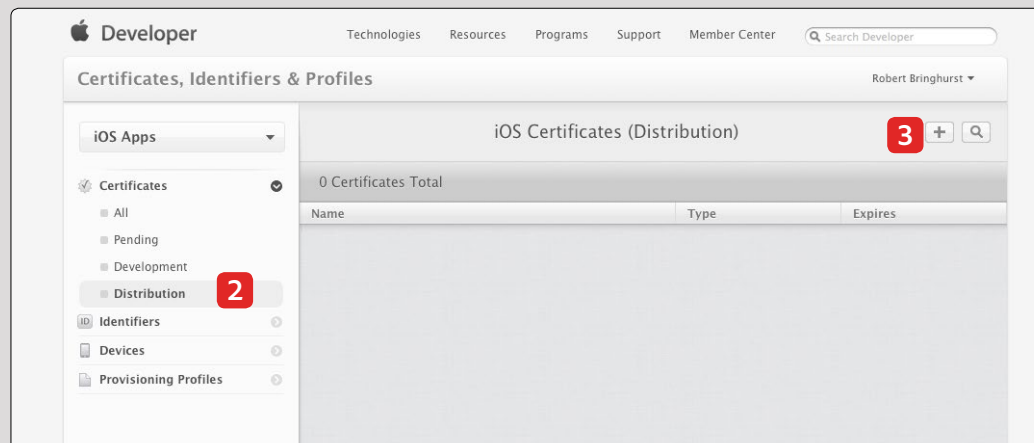 Developer Technologies Resources Programs Support Member Center Search Developer
Certificates, Identifiers & Profiles Robert Bringhurst
iOS Apps
iOS Certificates (Distribution) 3 +
0 Certificates Total
Name Type Expires
Certificates
All
Pending
Development
Distribution 2
ID Identifiers
Devices
Provisioning Profiles